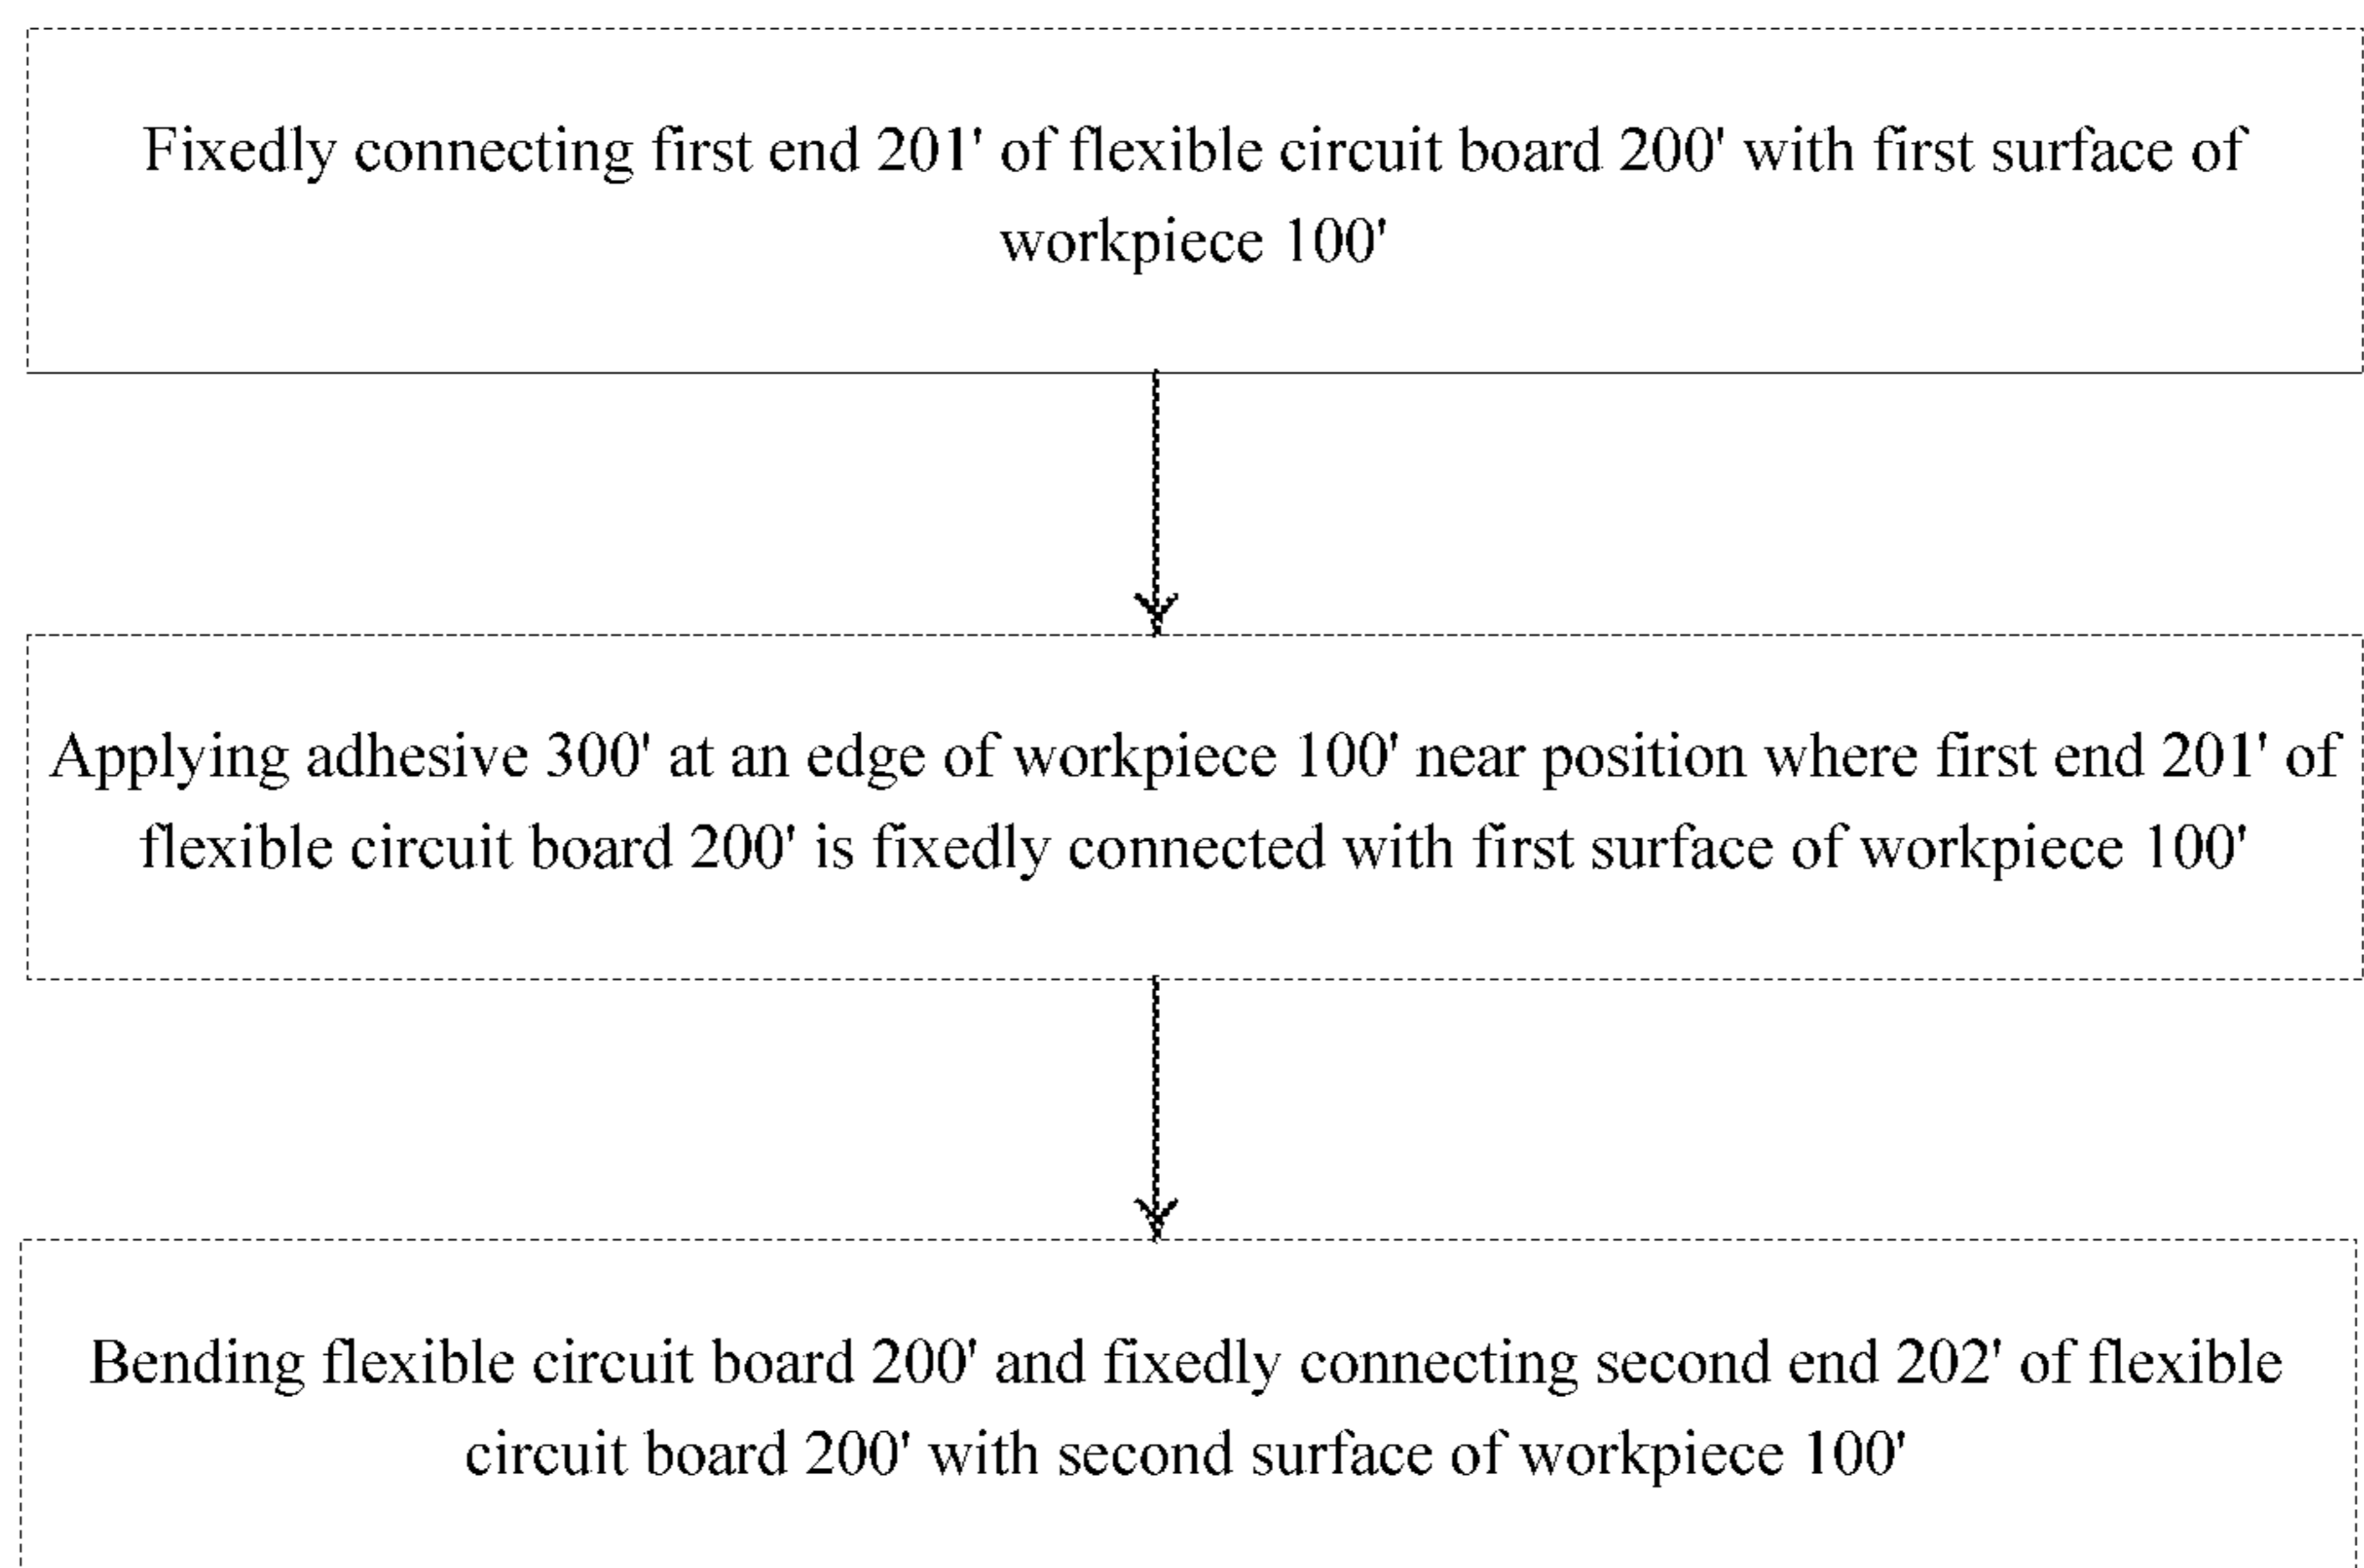 Fixedly connecting first end 201' of flexible circuit board 200' with first surface of
workpiece 100'
Applying adhesive 300' at an edge of workpiece 100' near position where first end 201' of
flexible circuit board 200' is fixedly connected with first surface of workpiece 100'
Bending flexible circuit board 200' and fixedly connecting second end 202' of flexible
circuit board 200' with second surface of workpiece 100'